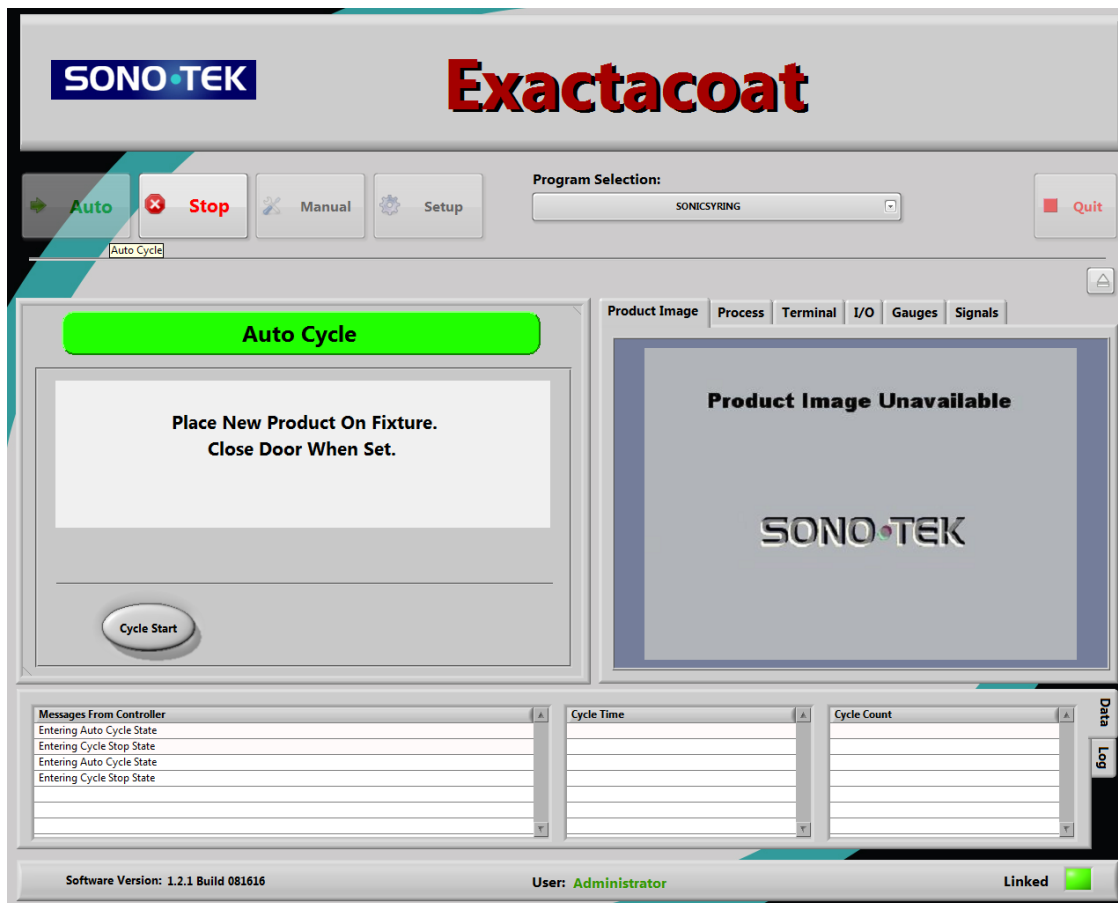 SONO•TEK
Exactacoat
Auto
Stop
Manual
Setup
Program Selection:
SONICSYRING
Quit
Auto Cycle
Auto Cycle
Place New Product On Fixture.
Close Door When Set.
Cycle Start
Product Image
Process
Terminal
I/O
Gauges
Signals
Product Image Unavailable
SONO•TEK
Messages From Controller
Entering Auto Cycle State
Entering Cycle Stop State
Entering Auto Cycle State
Entering Cycle Stop State
Cycle Time
Cycle Count
Data
Log
Software Version: 1.2.1 Build 081616
User: Administrator
Linked